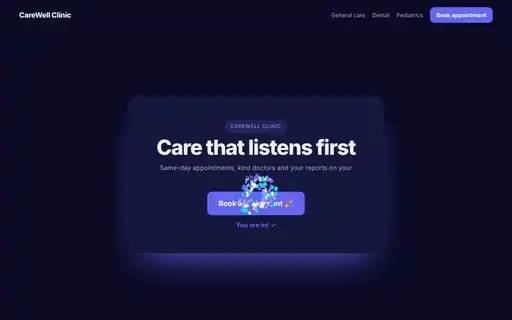 CareWell Clinic
General care Dental Pediatrics Book appointment
CAREWELL CLINIC
Care that listens first
Same-day appointments, kind doctors and your reports on your
Book 🎉
You are in! ✓